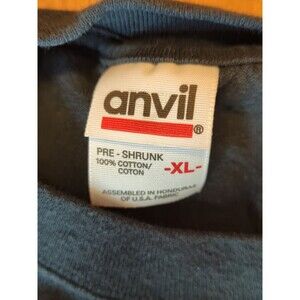 anvil
®
PRE - SHRUNK
100% COTTON/
COTON
-XL-
ASSEMBLED IN HONDURAS
OF U.S.A. FABRIC